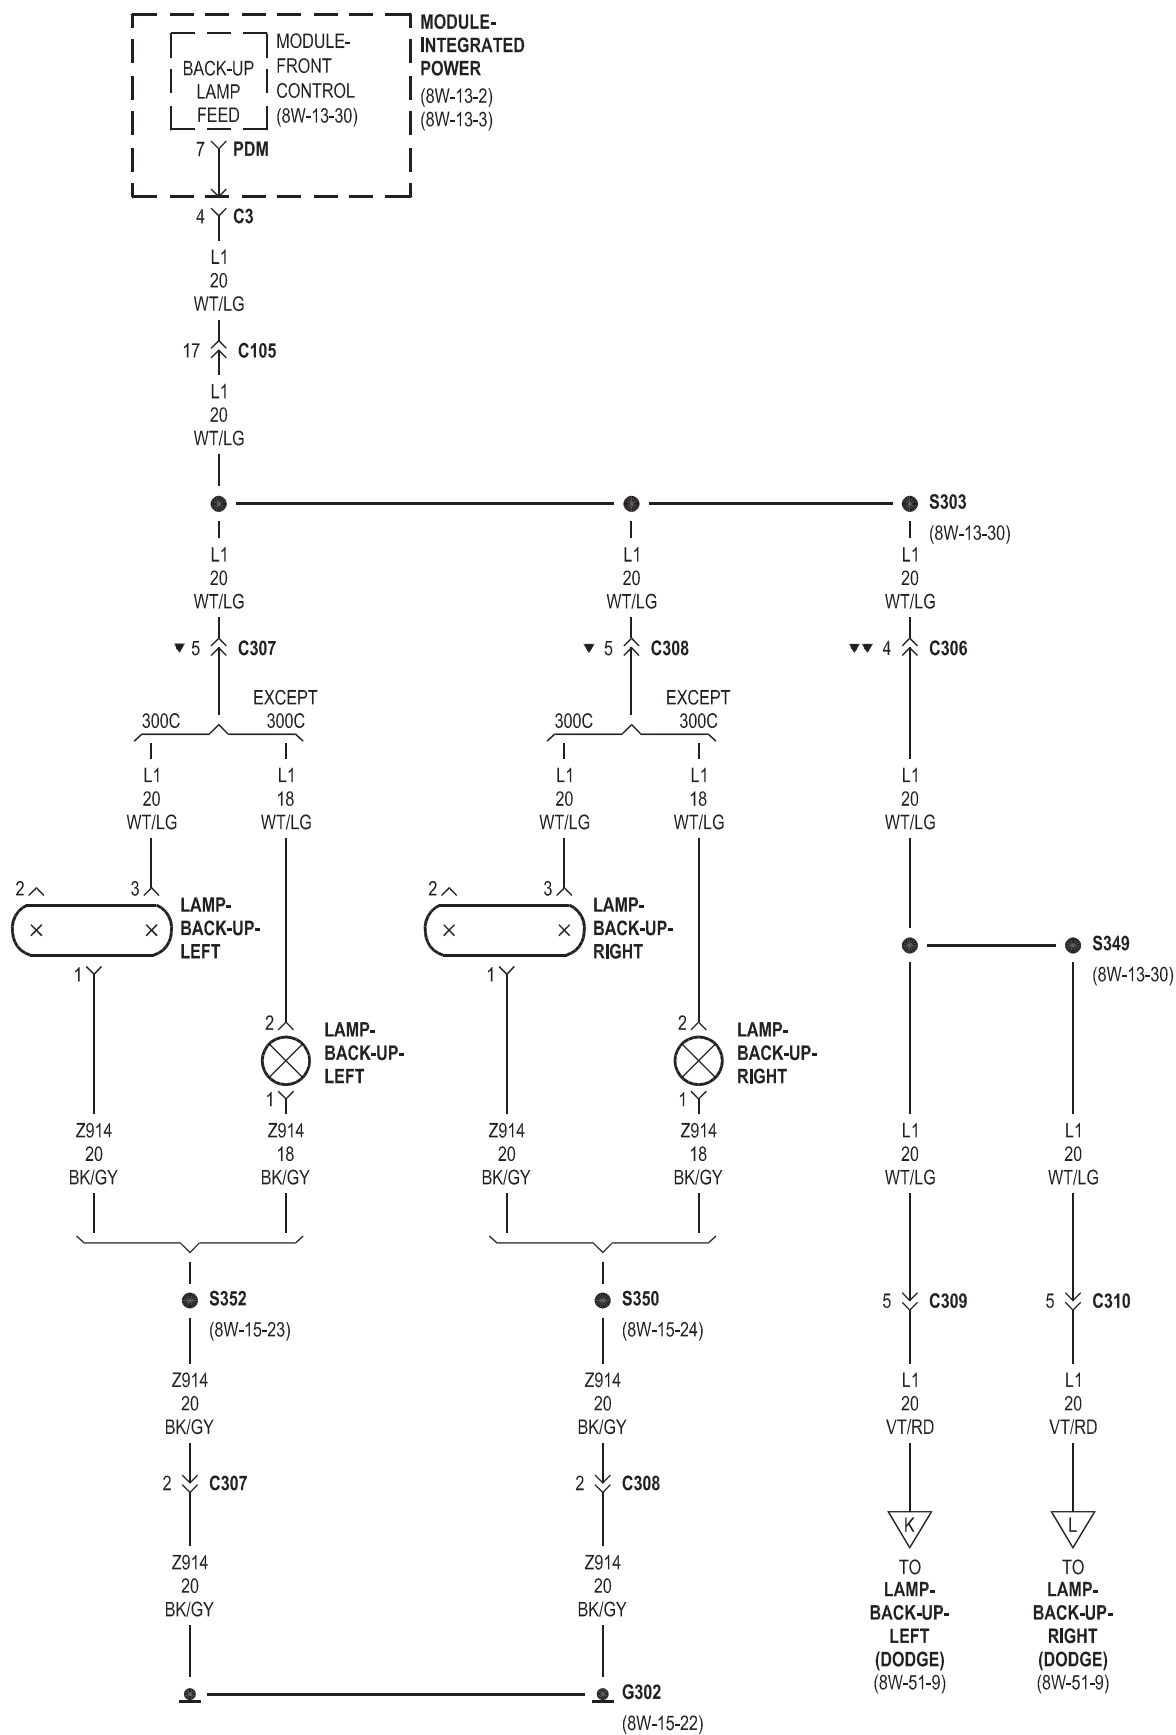 MODULE-
INTEGRATED
POWER
(8W-13-2)
(8W-13-3)
MODULE-
FRONT
CONTROL
(8W-13-30)
BACK-UP
LAMP
FEED
7 PDM
4 C3
L1
20
WT/LG
17 C105
L1
20
WT/LG
S303
(8W-13-30)
L1
20
WT/LG
L1
20
WT/LG
L1
20
WT/LG
5 C307
5 C308
4 C306
300C
EXCEPT
300C
300C
EXCEPT
300C
L1
20
WT/LG
L1
18
WT/LG
L1
20
WT/LG
L1
18
WT/LG
L1
20
WT/LG
2
3
LAMP-
BACK-UP-
LEFT
1
2
3
LAMP-
BACK-UP-
RIGHT
1
S349
(8W-13-30)
2
LAMP-
BACK-UP-
LEFT
1
2
LAMP-
BACK-UP-
RIGHT
1
Z914
20
BK/GY
Z914
18
BK/GY
Z914
20
BK/GY
Z914
18
BK/GY
L1
20
WT/LG
L1
20
WT/LG
S352
(8W-15-23)
S350
(8W-15-24)
5 C309
5 C310
Z914
20
BK/GY
Z914
20
BK/GY
L1
20
VT/RD
L1
20
VT/RD
2 C307
2 C308
K
L
Z914
20
BK/GY
Z914
20
BK/GY
TO
LAMP-
BACK-UP-
LEFT
(DODGE)
(8W-51-9)
TO
LAMP-
BACK-UP-
RIGHT
(DODGE)
(8W-51-9)
G302
(8W-15-22)